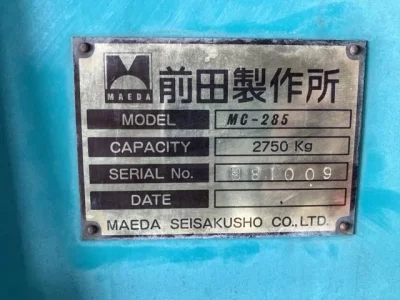 MAEDA 前田製作所
MODEL MC-285
CAPACITY 2750 Kg
SERIAL No. 81009
DATE
MAEDA SEISAKUSHO CO.,LTD.